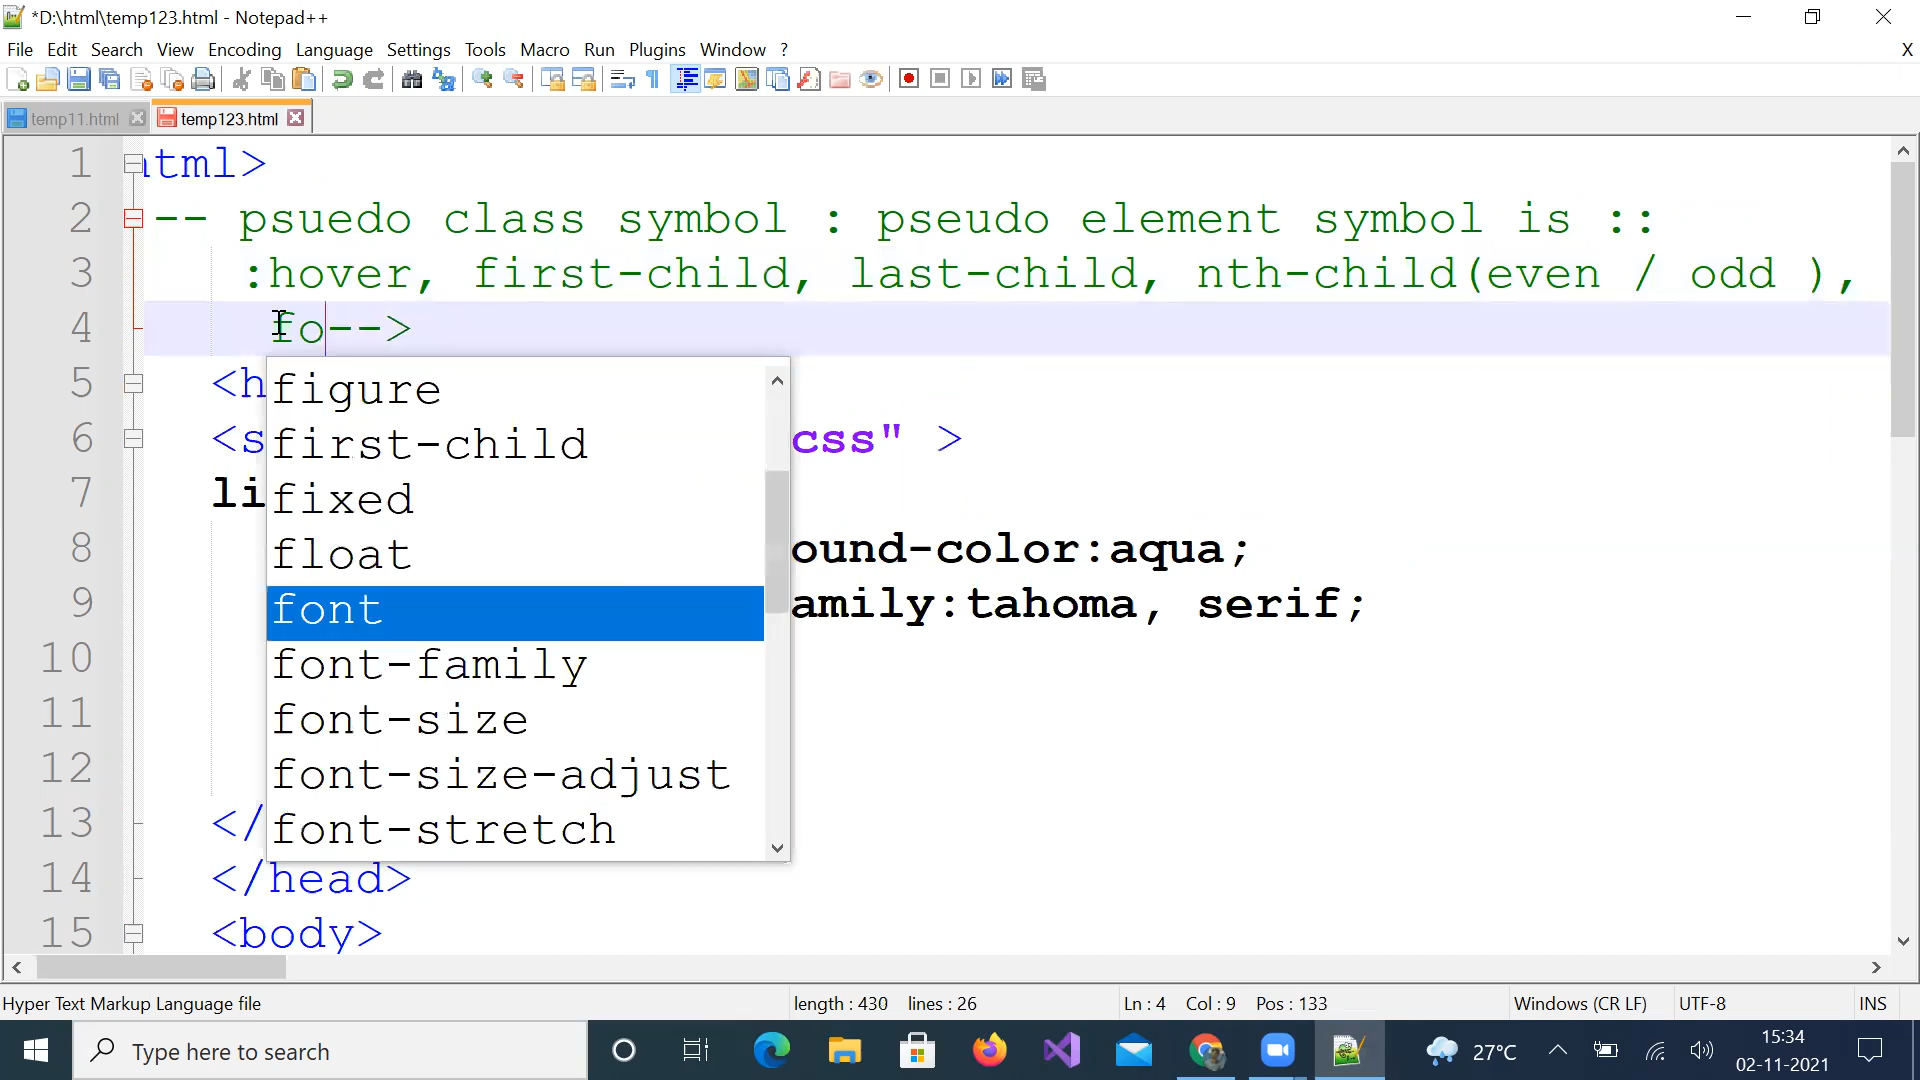 *D:\html\temp123.html - Notepad++
File Edit Search View Encoding Language Settings Tools Macro Run Plugins Window ? X
temp11.html temp123.html
1 html>
2 -- psuedo class symbol : pseudo element symbol is ::
3 :hover, first-child, last-child, nth-child(even / odd ),
4 fo-->
5 <h
6 <s css" >
7 li
8 ound-color:aqua;
9 amily:tahoma, serif;
10
11
12
13 </
14 </head>
15 <body>
figure
first-child
fixed
float
font
font-family
font-size
font-size-adjust
font-stretch
Hyper Text Markup Language file length : 430 lines : 26 Ln : 4 Col : 9 Pos : 133 Windows (CR LF) UTF-8 INS
Type here to search 27°C 15:34
02-11-2021